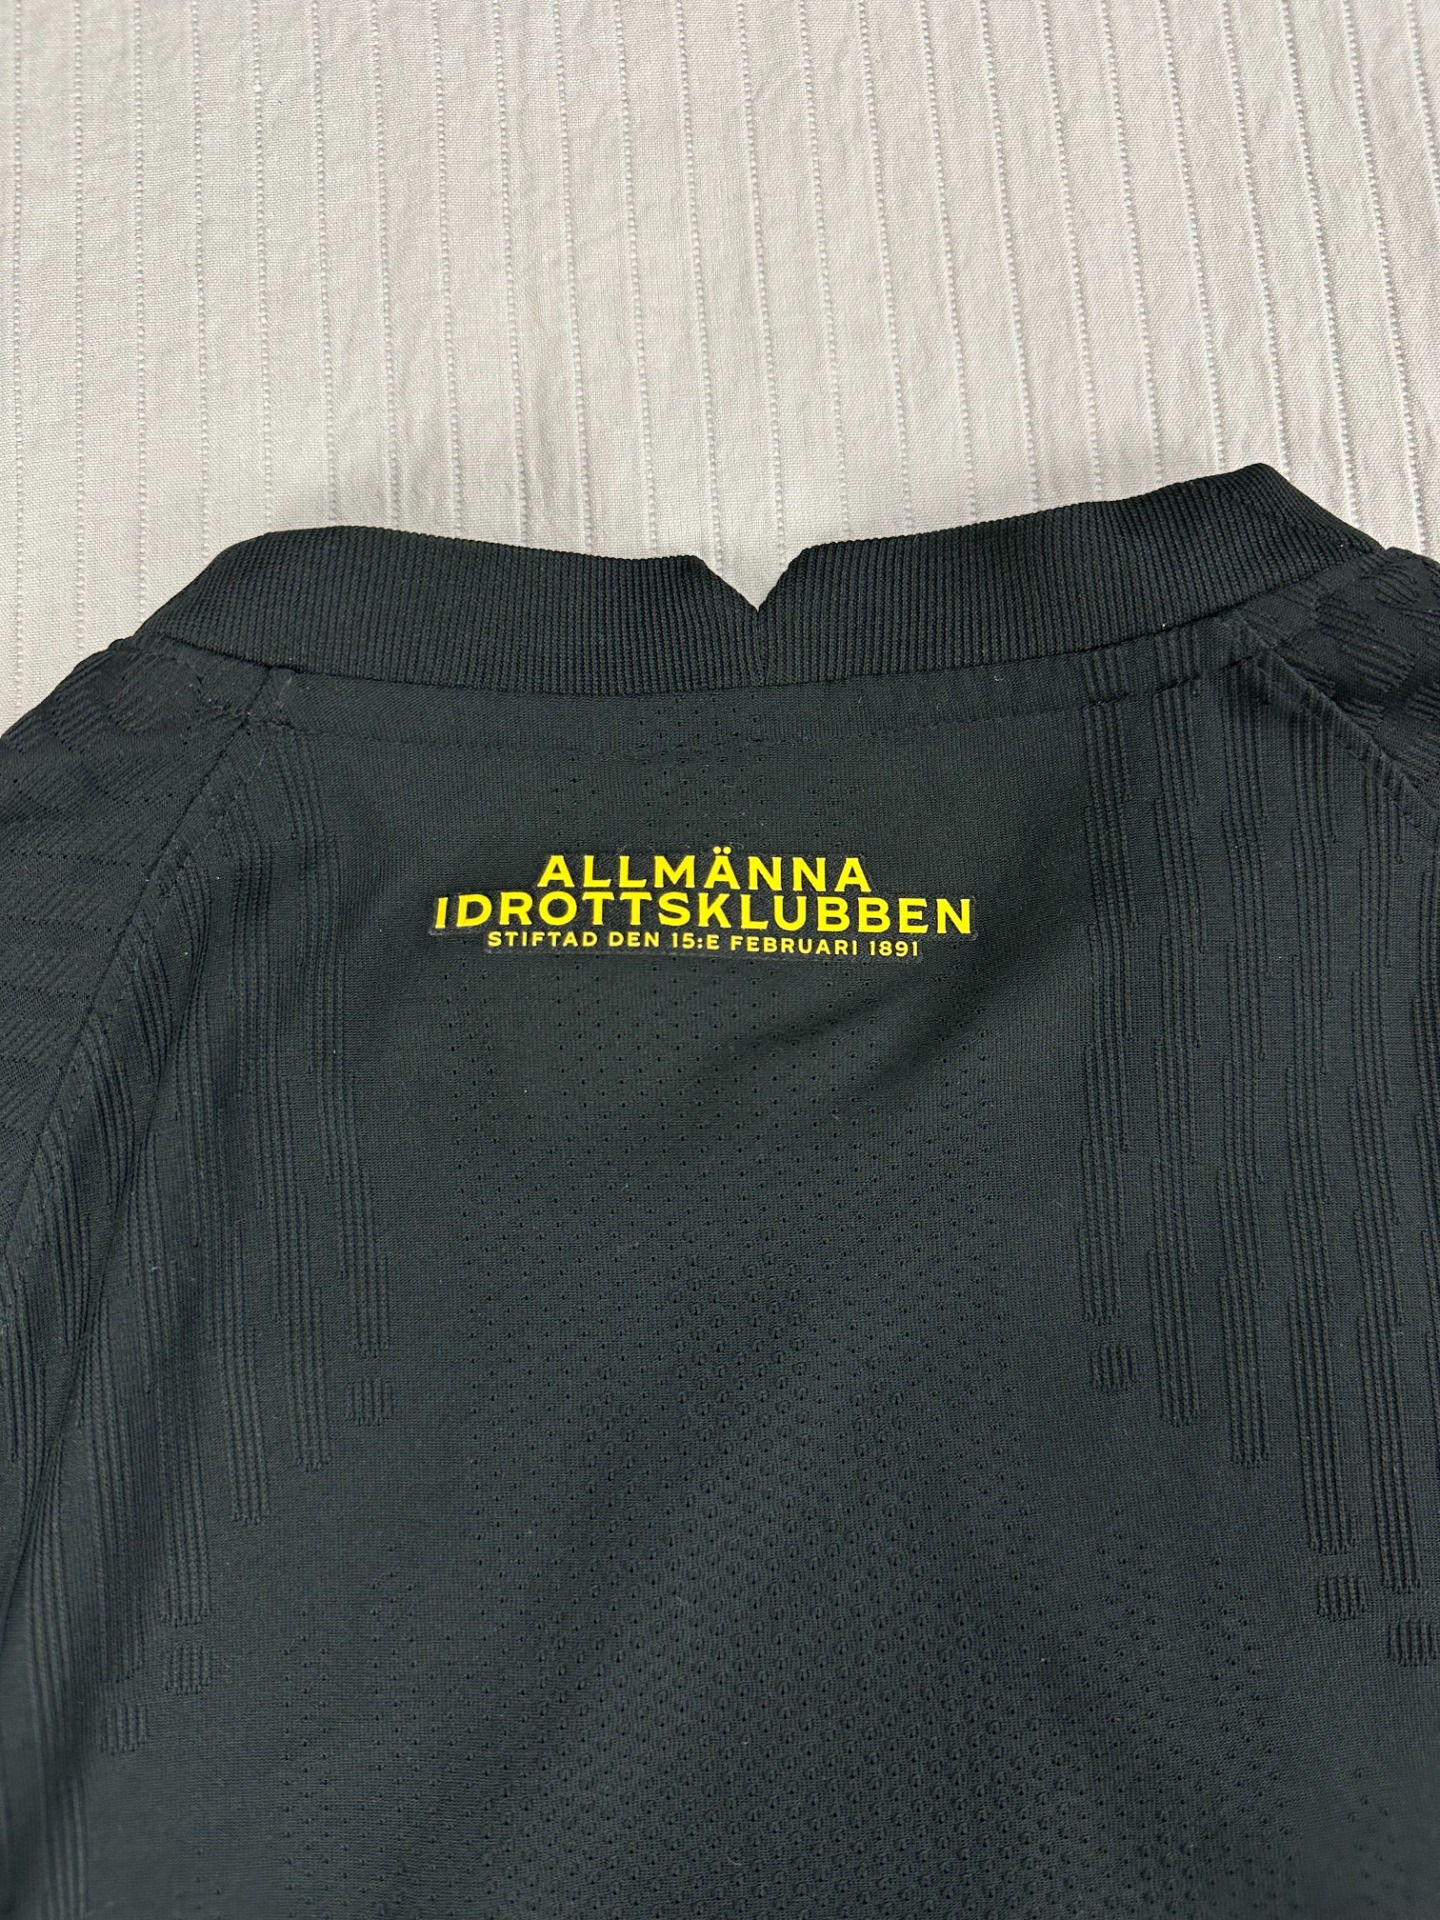 ALLMÄNNA
IDROTTSKLUBBEN
STIFTAD DEN 15:E FEBRUARI 1891